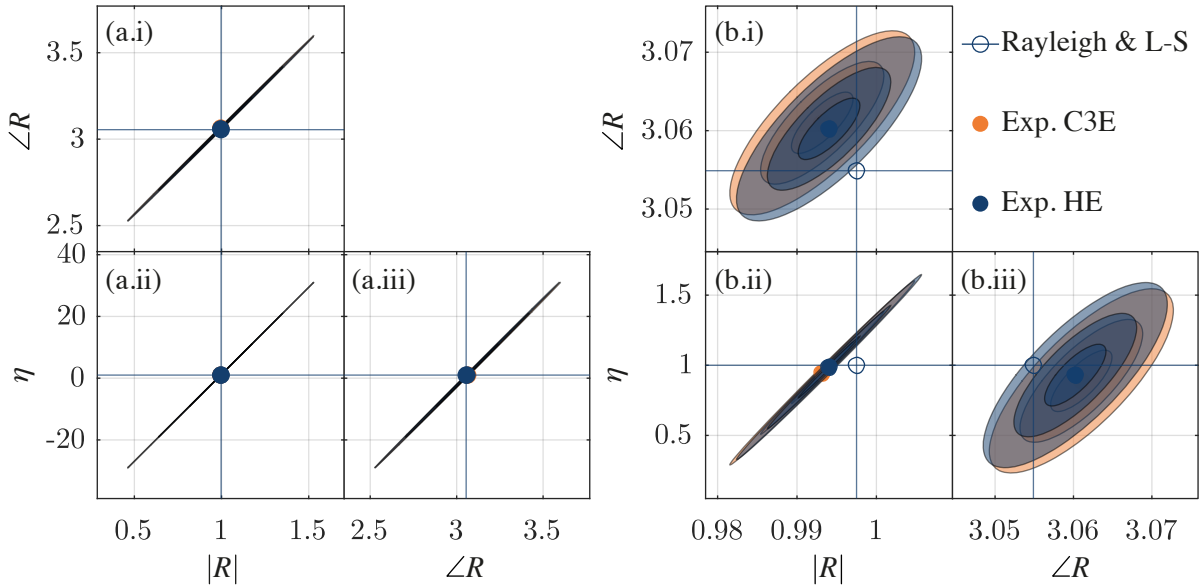 (a.i)
3.5
3
2.5
∠R
(b.i)
3.07
3.06
3.05
∠R
Rayleigh & L-S
Exp. C3E
Exp. HE
(a.ii)
40
20
0
-20
η
0.5 1 1.5
|R|
(a.iii)
2.5 3 3.5
∠R
(b.ii)
1.5
1
0.5
η
0.98 0.99 1
|R|
(b.iii)
3.05 3.06 3.07
∠R